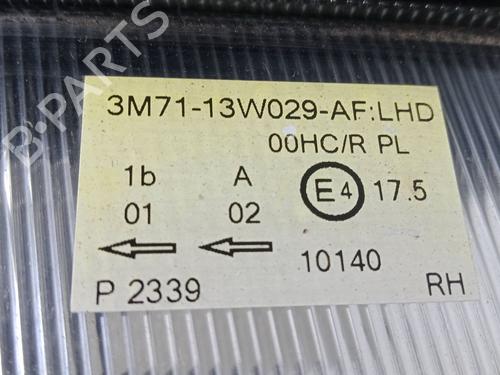 3M71-13W029-AF:LHD
00HC/R PL
1b A E4 17.5
01 02
10140
P 2339 RH
B-PARTS